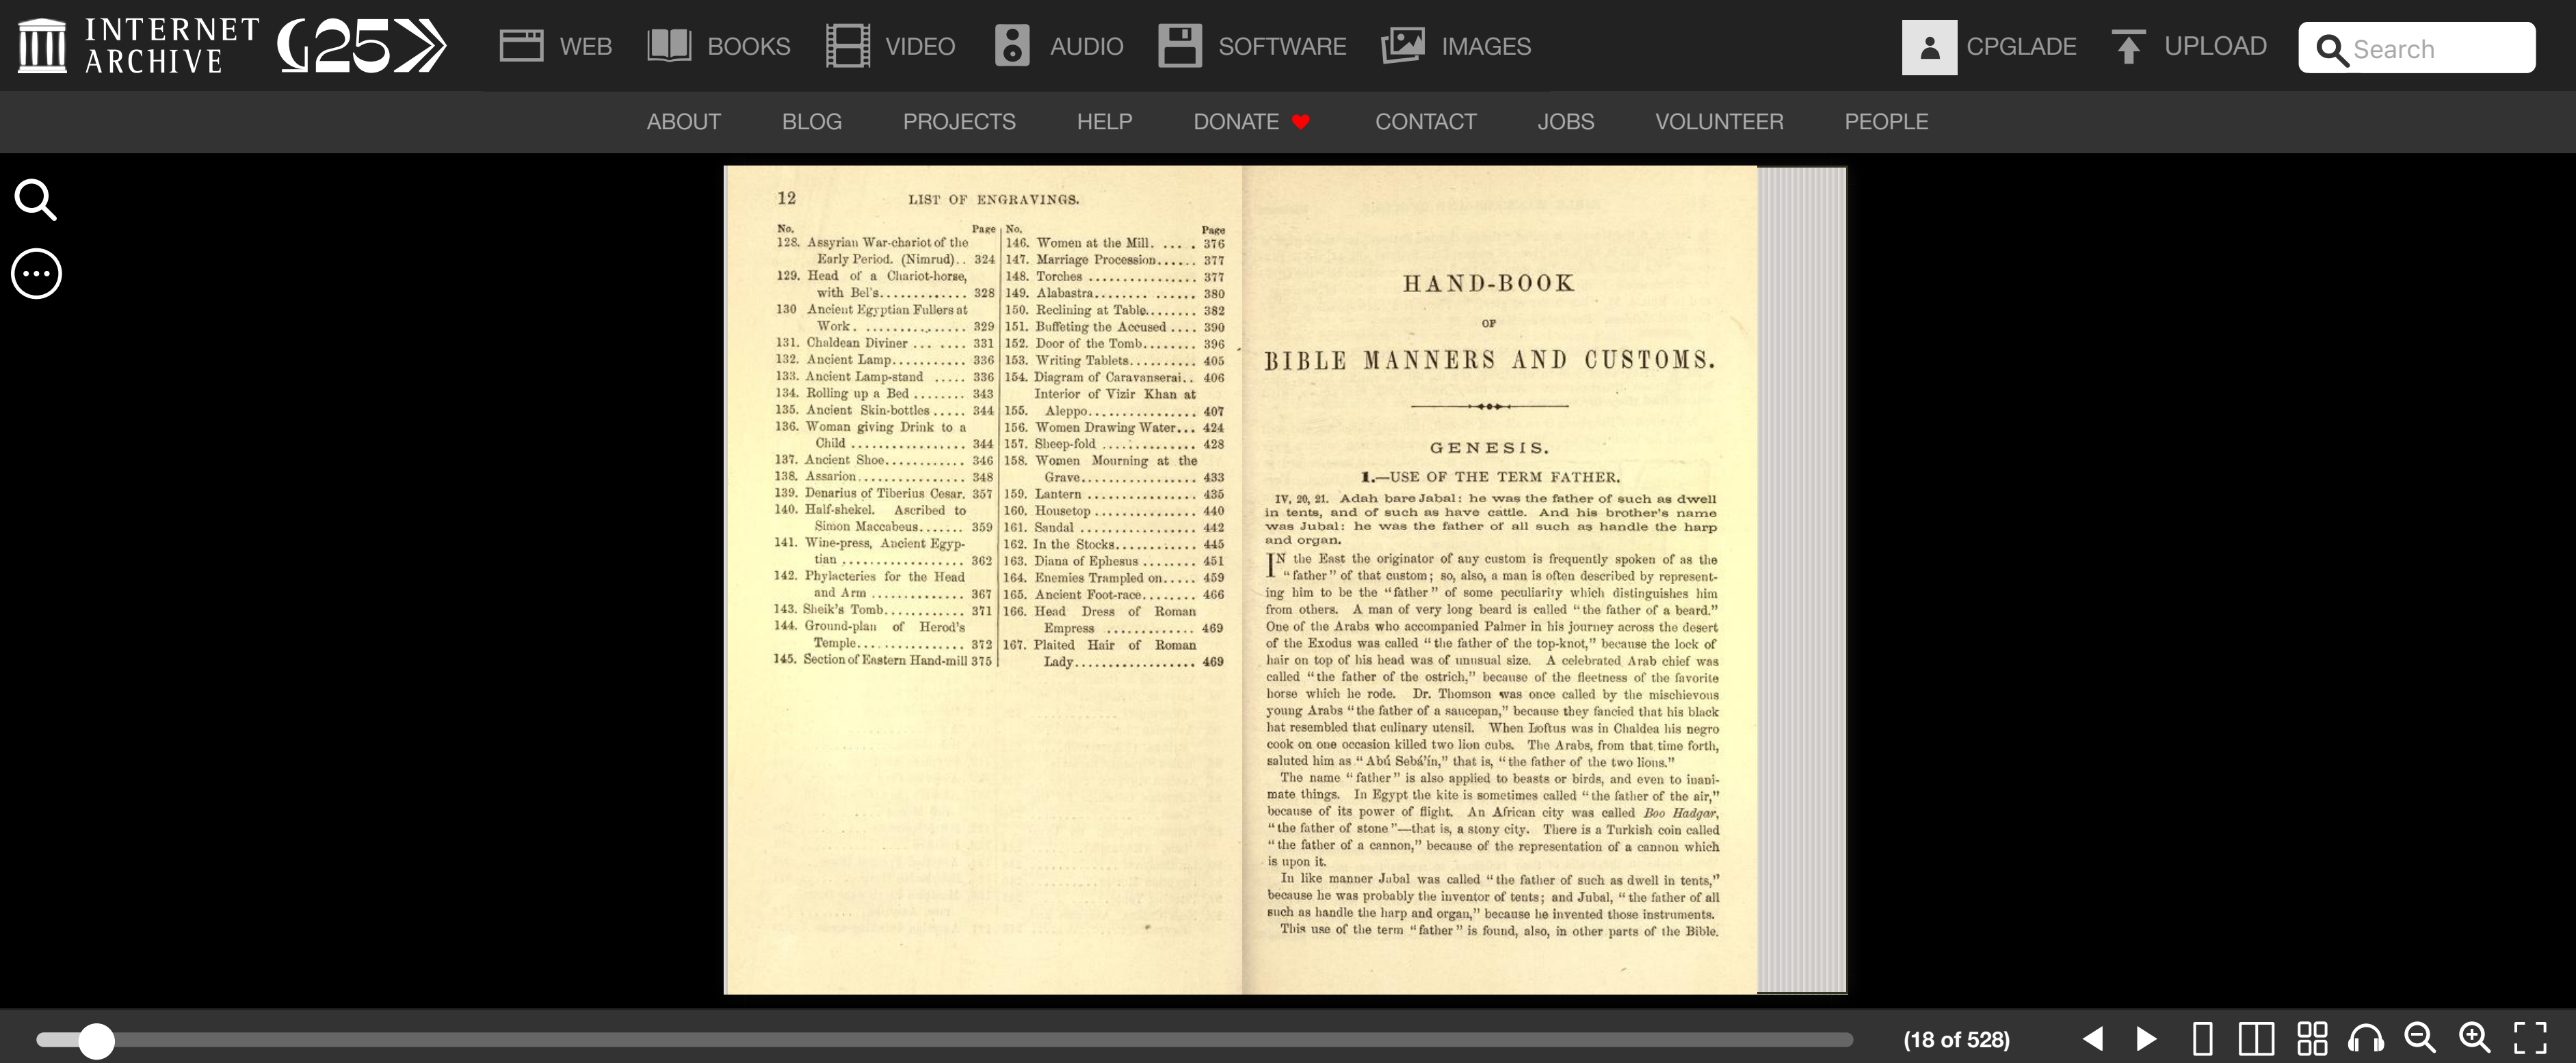 INTERNET
ARCHIVE
25
WEB
BOOKS
VIDEO
AUDIO
SOFTWARE
IMAGES
CPGLADE
UPLOAD
Search
ABOUT
BLOG
PROJECTS
HELP
DONATE
CONTACT
JOBS
VOLUNTEER
PEOPLE
12 LIST OF ENGRAVINGS.
No. Page
128. Assyrian War-chariot of the
Early Period. (Nimrud).. 324
129. Head of a Chariot-horse,
with Bel's............. 328
130 Ancient Egyptian Fullers at
Work. ............... 329
131. Chaldean Diviner ... .... 331
132. Ancient Lamp........... 336
133. Ancient Lamp-stand ..... 336
134. Rolling up a Bed ........ 343
135. Ancient Skin-bottles ..... 344
136. Woman giving Drink to a
Child ................. 344
137. Ancient Shoe............ 346
138. Assarion................ 348
139. Denarius of Tiberius Cesar. 357
140. Half-shekel. Ascribed to
Simon Maccabeus....... 359
141. Wine-press, Ancient Egyp-
tian .................. 362
142. Phylacteries for the Head
and Arm .............. 367
143. Sheik's Tomb............ 371
144. Ground-plan of Herod's
Temple................ 372
145. Section of Eastern Hand-mill 375
No. Page
146. Women at the Mill. .... . 376
147. Marriage Procession...... 377
148. Torches ................ 377
149. Alabastra........ ...... 380
150. Reclining at Table........ 382
151. Buffeting the Accused .... 390
152. Door of the Tomb........ 396
153. Writing Tablets.......... 405
154. Diagram of Caravanserai.. 406
Interior of Vizir Khan at
155. Aleppo................ 407
156. Women Drawing Water... 424
157. Sheep-fold .............. 428
158. Women Mourning at the
Grave................. 433
159. Lantern ................ 435
160. Housetop ............... 440
161. Sandal ................. 442
162. In the Stocks............ 445
163. Diana of Ephesus ........ 451
164. Enemies Trampled on..... 459
165. Ancient Foot-race........ 466
166. Head Dress of Roman
Empress ............. 469
167. Plaited Hair of Roman
Lady.................. 469
HAND-BOOK
OF
BIBLE MANNERS AND CUSTOMS.
GENESIS.
1.—USE OF THE TERM FATHER.
IV, 20, 21. Adah bare Jabal: he was the father of such as dwell
in tents, and of such as have cattle. And his brother's name
was Jubal: he was the father of all such as handle the harp
and organ.
IN the East the originator of any custom is frequently spoken of as the
"father" of that custom; so, also, a man is often described by represent-
ing him to be the "father" of some peculiarity which distinguishes him
from others. A man of very long beard is called "the father of a beard."
One of the Arabs who accompanied Palmer in his journey across the desert
of the Exodus was called "the father of the top-knot," because the lock of
hair on top of his head was of unusual size. A celebrated Arab chief was
called "the father of the ostrich," because of the fleetness of the favorite
horse which he rode. Dr. Thomson was once called by the mischievous
young Arabs "the father of a saucepan," because they fancied that his black
hat resembled that culinary utensil. When Loftus was in Chaldea his negro
cook on one occasion killed two lion cubs. The Arabs, from that time forth,
saluted him as "Abú Sebá'in," that is, "the father of the two lions."
The name "father" is also applied to beasts or birds, and even to inani-
mate things. In Egypt the kite is sometimes called "the father of the air,"
because of its power of flight. An African city was called Boo Hadgar,
"the father of stone"—that is, a stony city. There is a Turkish coin called
"the father of a cannon," because of the representation of a cannon which
is upon it.
In like manner Jabal was called "the father of such as dwell in tents,"
because he was probably the inventor of tents; and Jubal, "the father of all
such as handle the harp and organ," because he invented those instruments.
This use of the term "father" is found, also, in other parts of the Bible.
(18 of 528)